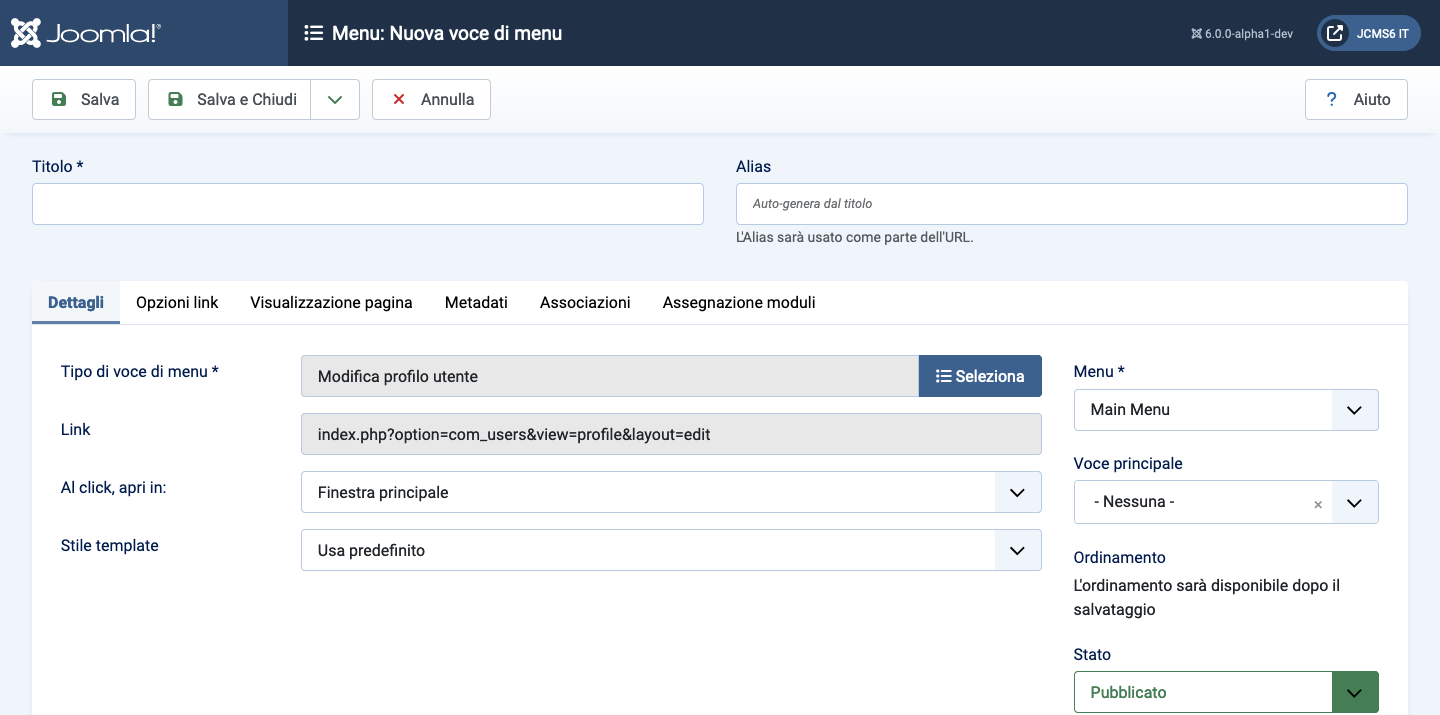 Joomla!®
Menu: Nuova voce di menu
6.0.0-alpha1-dev
JCMS6 IT
Salva
Salva e Chiudi
Annulla
? Aiuto
Titolo *
Alias
Auto-genera dal titolo
L'Alias sarà usato come parte dell'URL.
Dettagli
Opzioni link
Visualizzazione pagina
Metadati
Associazioni
Assegnazione moduli
Tipo di voce di menu *
Modifica profilo utente
Seleziona
Link
index.php?option=com_users&view=profile&layout=edit
Al click, apri in:
Finestra principale
Stile template
Usa predefinito
Menu *
Main Menu
Voce principale
- Nessuna -
×
Ordinamento
L'ordinamento sarà disponibile dopo il
salvataggio
Stato
Pubblicato